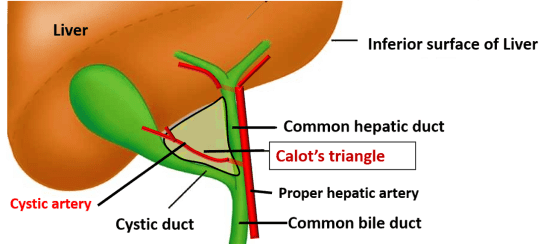 Liver
Inferior surface of Liver
Common hepatic duct
Calot's triangle
Proper hepatic artery
Cystic artery
Cystic duct
Common bile duct